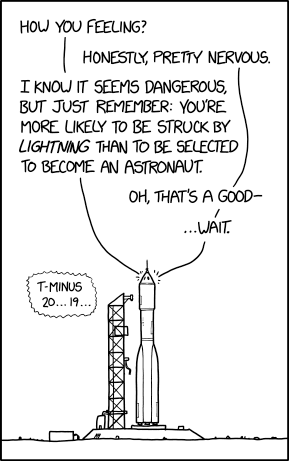 HOW YOU FEELING?
HONESTLY, PRETTY NERVOUS.
I KNOW IT SEEMS DANGEROUS,
BUT JUST REMEMBER: YOU'RE
MORE LIKELY TO BE STRUCK BY
LIGHTNING THAN TO BE SELECTED
TO BECOME AN ASTRONAUT.
OH, THAT'S A GOOD–
...WAIT.
T-MINUS
20...19...